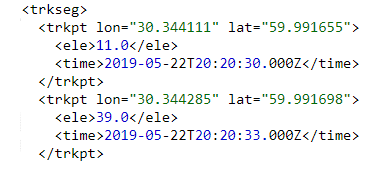 <trkseg>
<trkpt lon="30.344111" lat="59.991655">
<ele>11.0</ele>
<time>2019-05-22T20:20:30.000Z</time>
</trkpt>
<trkpt lon="30.344285" lat="59.991698">
<ele>39.0</ele>
<time>2019-05-22T20:20:33.000Z</time>
</trkpt>